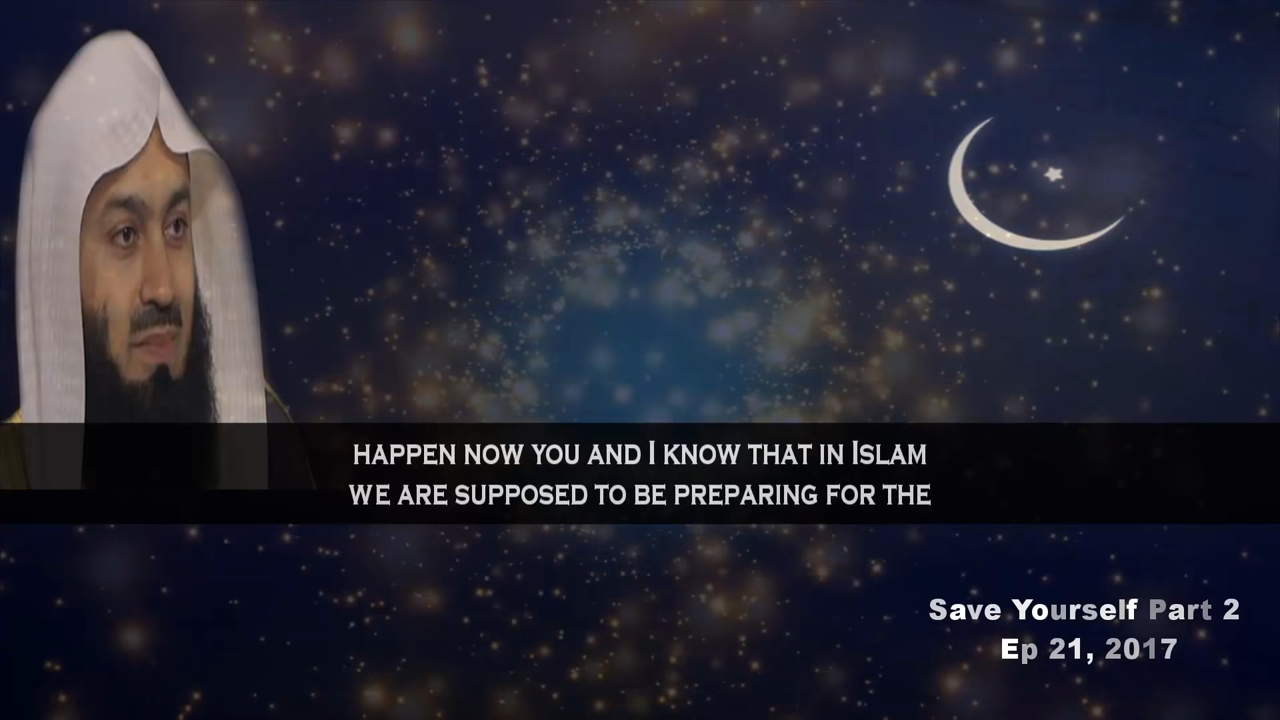 HAPPEN NOW YOU AND I KNOW THAT IN ISLAM
WE ARE SUPPOSED TO BE PREPARING FOR THE
Save Yourself Part 2
Ep 21, 2017